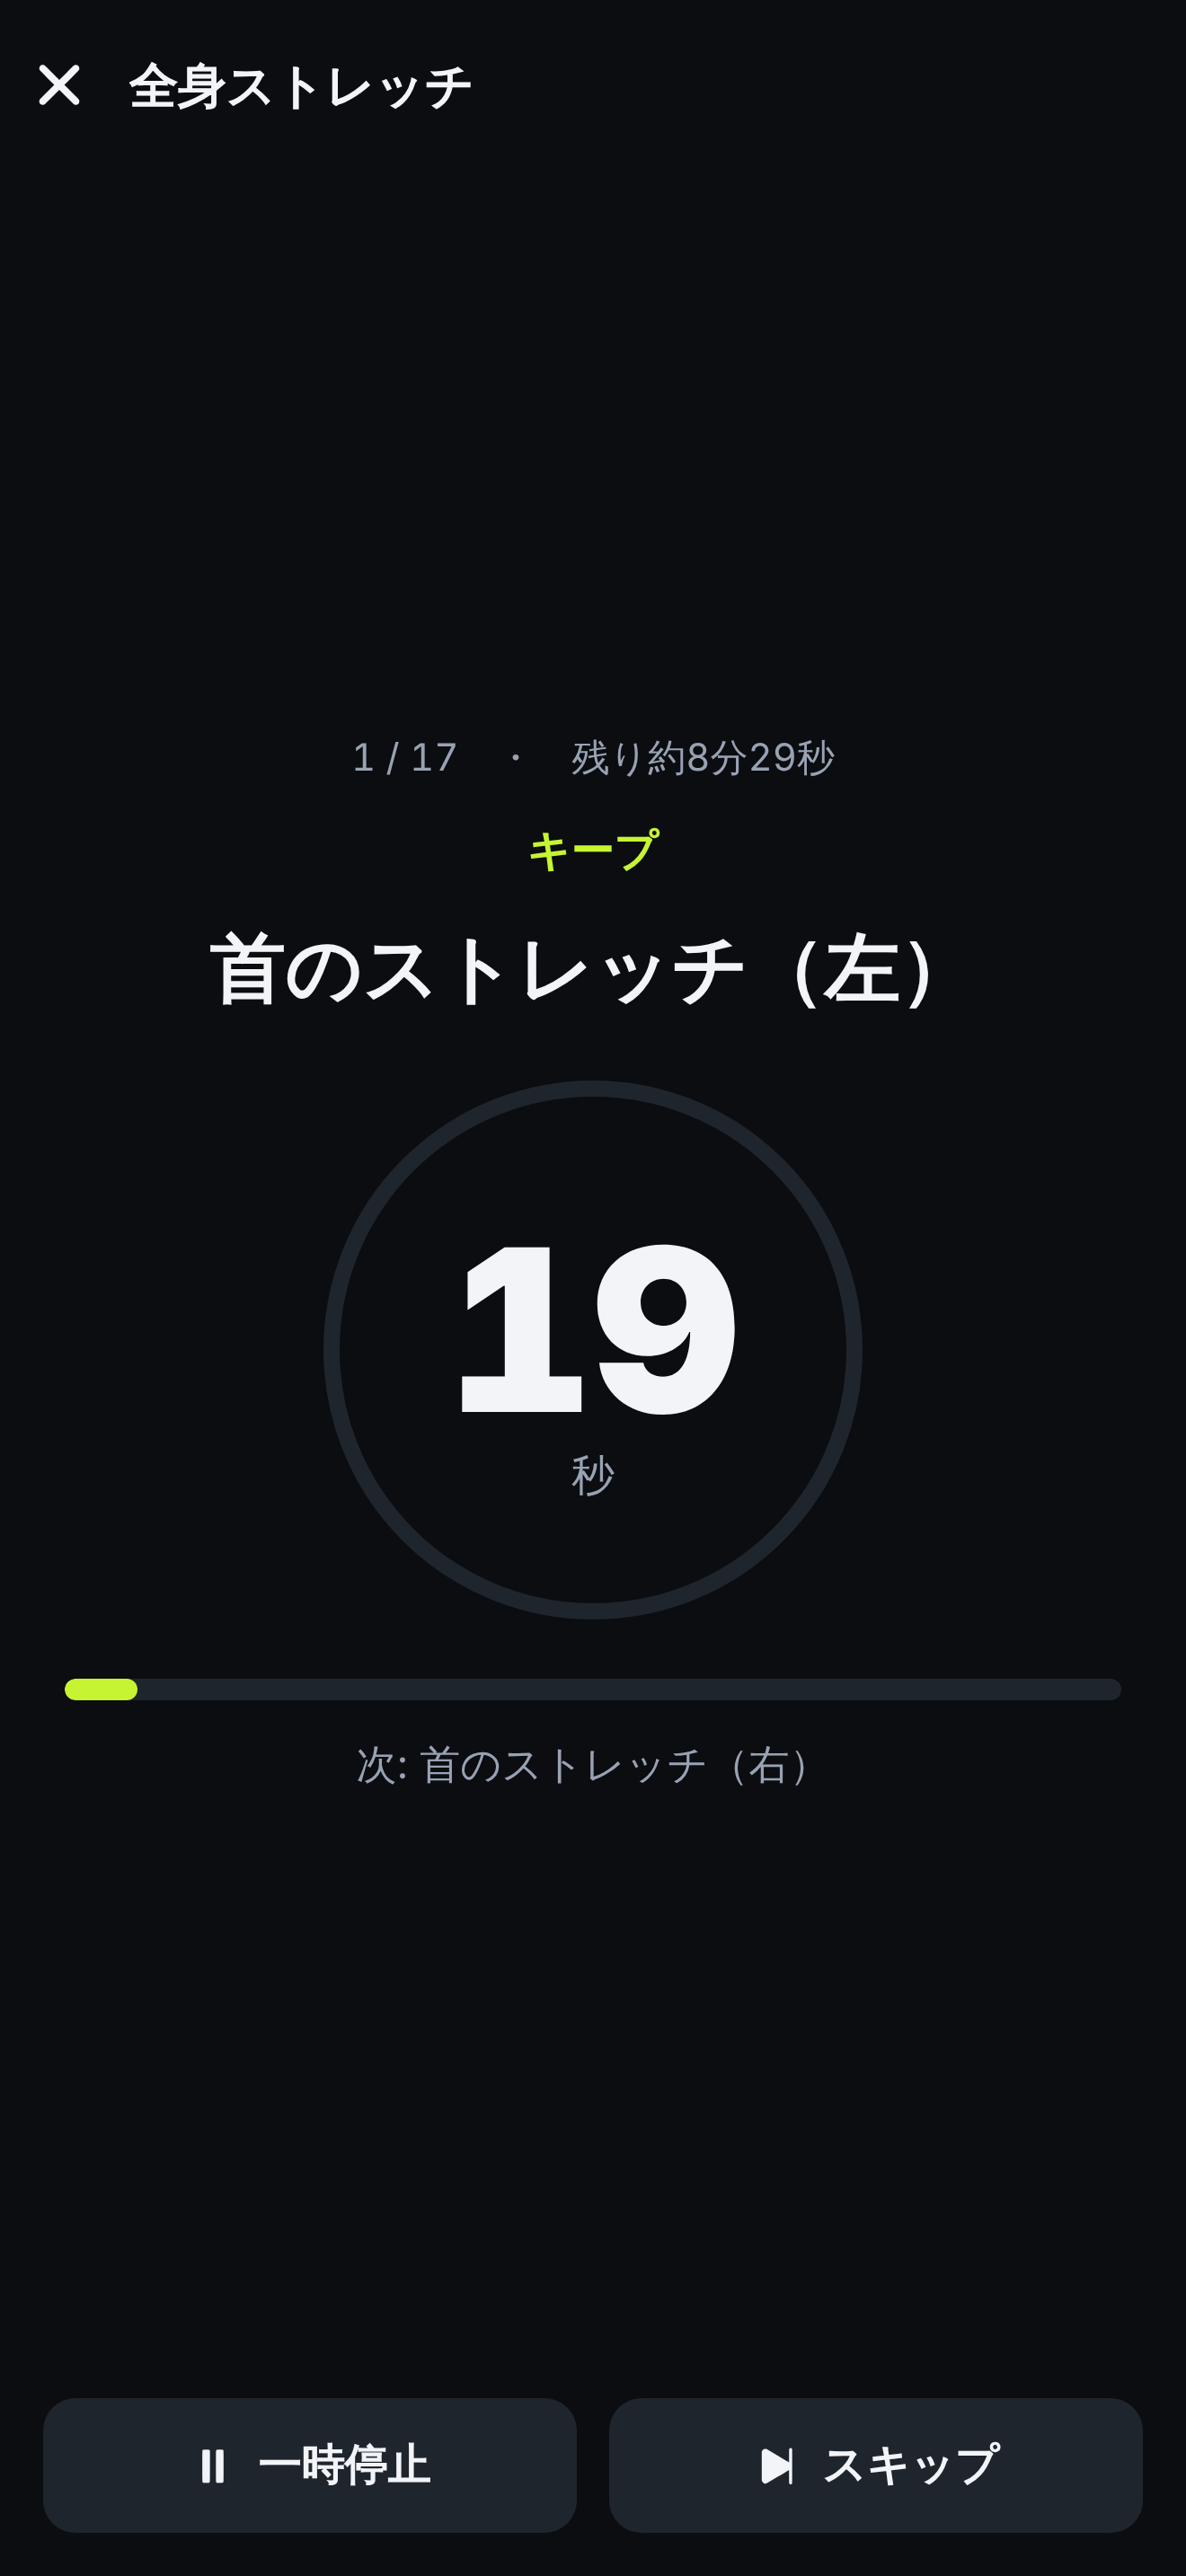 全身ストレッチ
1 / 17 ・ 残り約8分29秒
キープ
首のストレッチ（左）
19
秒
次: 首のストレッチ（右）
一時停止
スキップ